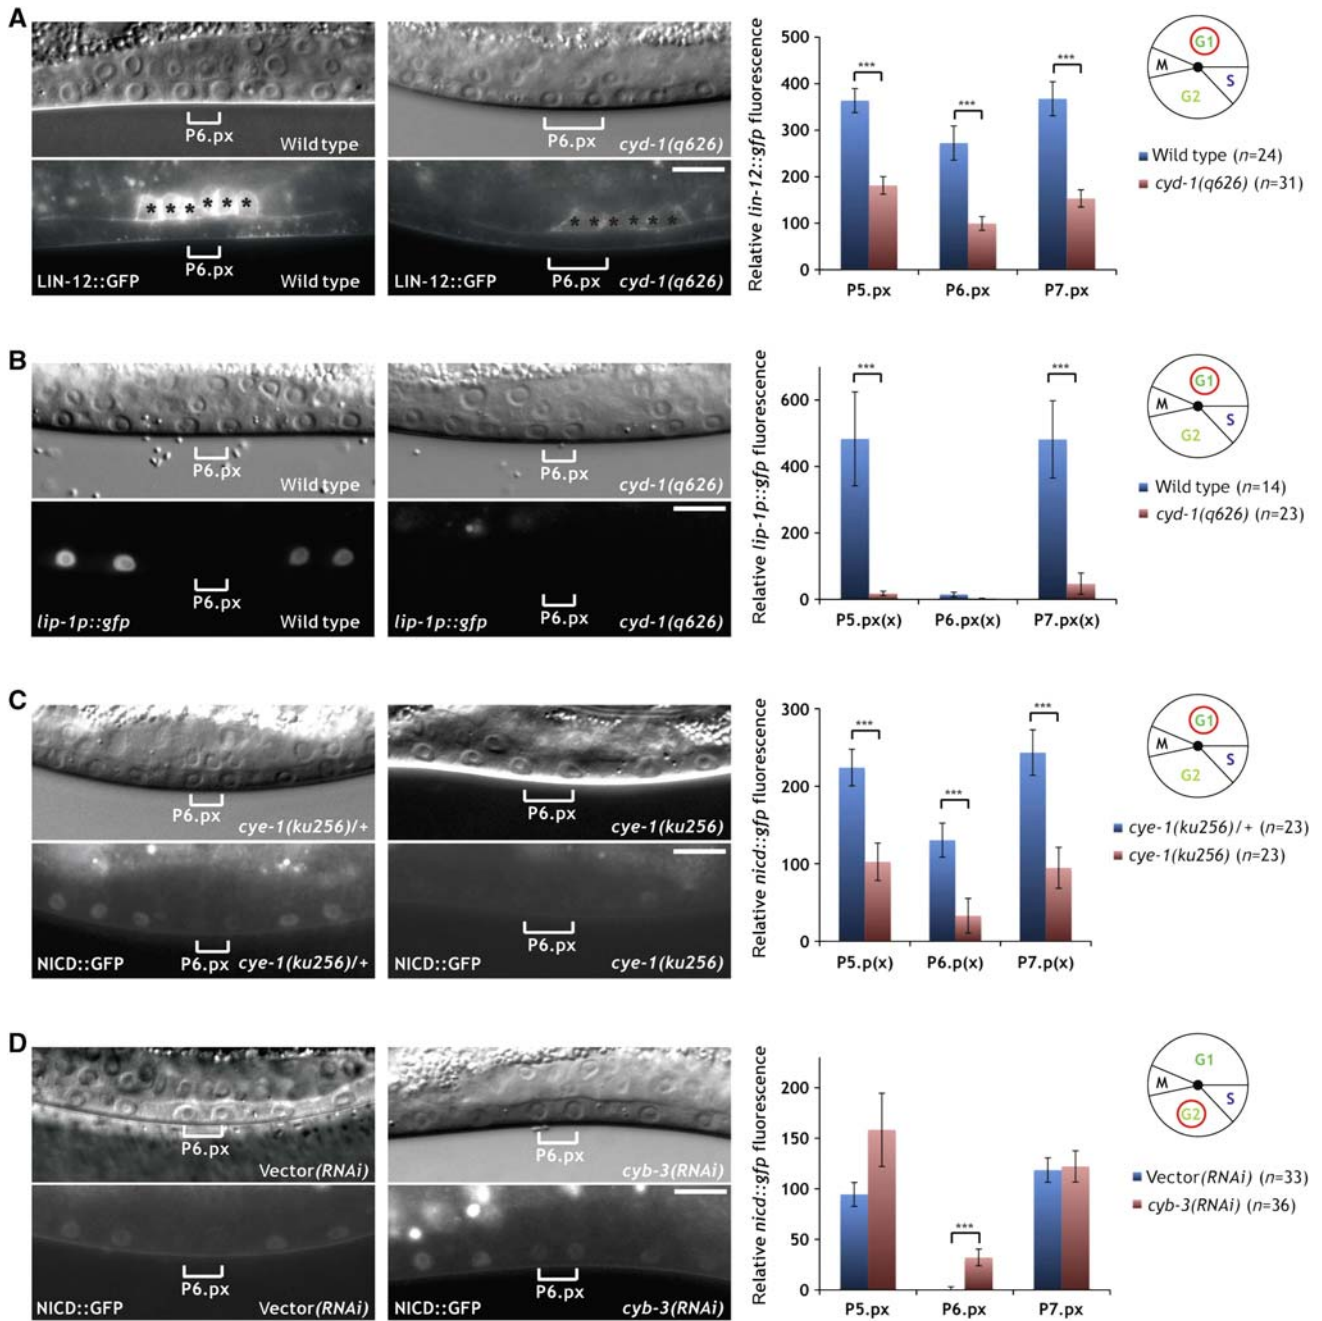 A
P6.px
Wild type
P6.px
cyd-1(q626)
LIN-12::GFP
* * * * * *
P6.px
Wild type
LIN-12::GFP
* * * * * *
P6.px
cyd-1(q626)
Relative lin-12::gfp fluorescence
500
400
300
200
100
0
***
***
***
P5.px
P6.px
P7.px
G1
M
S
G2
Wild type (n=24)
cyd-1(q626) (n=31)
B
P6.px
Wild type
P6.px
cyd-1(q626)
lip-1p::gfp
P6.px
Wild type
lip-1p::gfp
P6.px
cyd-1(q626)
Relative lip-1p::gfp fluorescence
600
400
200
0
***
***
P5.px(x)
P6.px(x)
P7.px(x)
G1
M
S
G2
Wild type (n=14)
cyd-1(q626) (n=23)
C
P6.px
cye-1(ku256)/+
P6.px
cye-1(ku256)
NICD::GFP
P6.px
cye-1(ku256)/+
NICD::GFP
P6.px
cye-1(ku256)
Relative nicd::gfp fluorescence
300
200
100
0
***
***
***
P5.p(x)
P6.p(x)
P7.p(x)
G1
M
S
G2
cye-1(ku256)/+ (n=23)
cye-1(ku256) (n=23)
D
P6.px
Vector(RNAi)
P6.px
cyb-3(RNAi)
NICD::GFP
P6.px
Vector(RNAi)
NICD::GFP
P6.px
cyb-3(RNAi)
Relative nicd::gfp fluorescence
200
150
100
50
0
***
P5.px
P6.px
P7.px
G1
M
S
G2
Vector(RNAi) (n=33)
cyb-3(RNAi) (n=36)